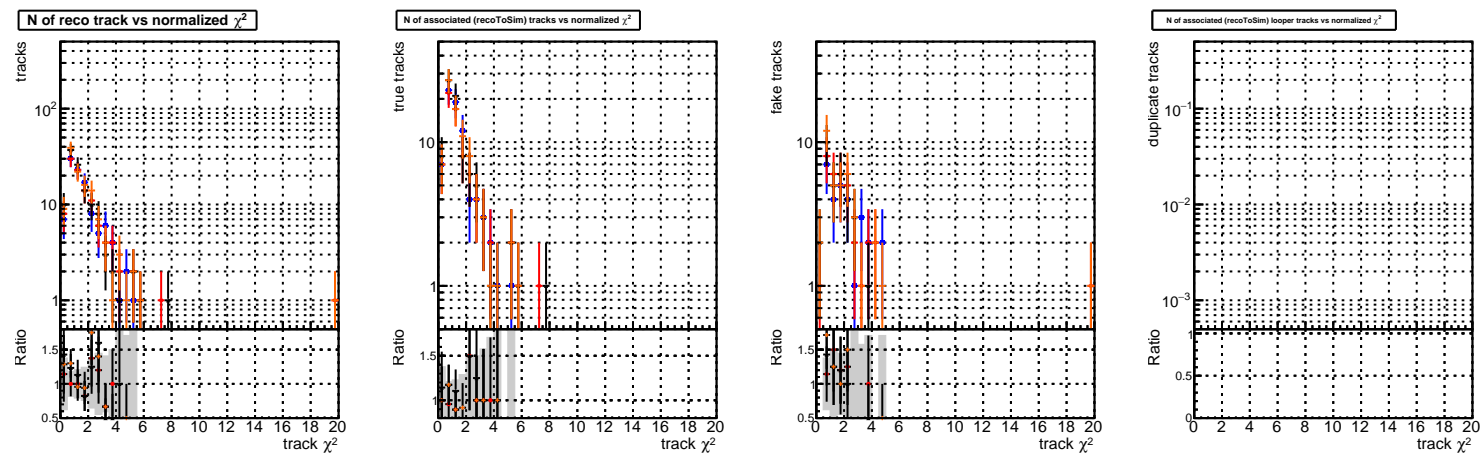 N of reco track vs normalized χ²
tracks
10²
10
1
Ratio
1.5
1
0.5
0 2 4 6 8 10 12 14 16 18 20
track χ²
N of associated (recoToSim) tracks vs normalized χ²
true tracks
10
1
Ratio
1.5
1
0 2 4 6 8 10 12 14 16 18 20
track χ²
fake tracks
10
1
Ratio
1.5
1
0.5
0 2 4 6 8 10 12 14 16 18 20
track χ²
N of associated (recoToSim) looper tracks vs normalized χ²
duplicate tracks
10⁻¹
10⁻²
10⁻³
Ratio
1
0.5
0
0 2 4 6 8 10 12 14 16 18 20
track χ²